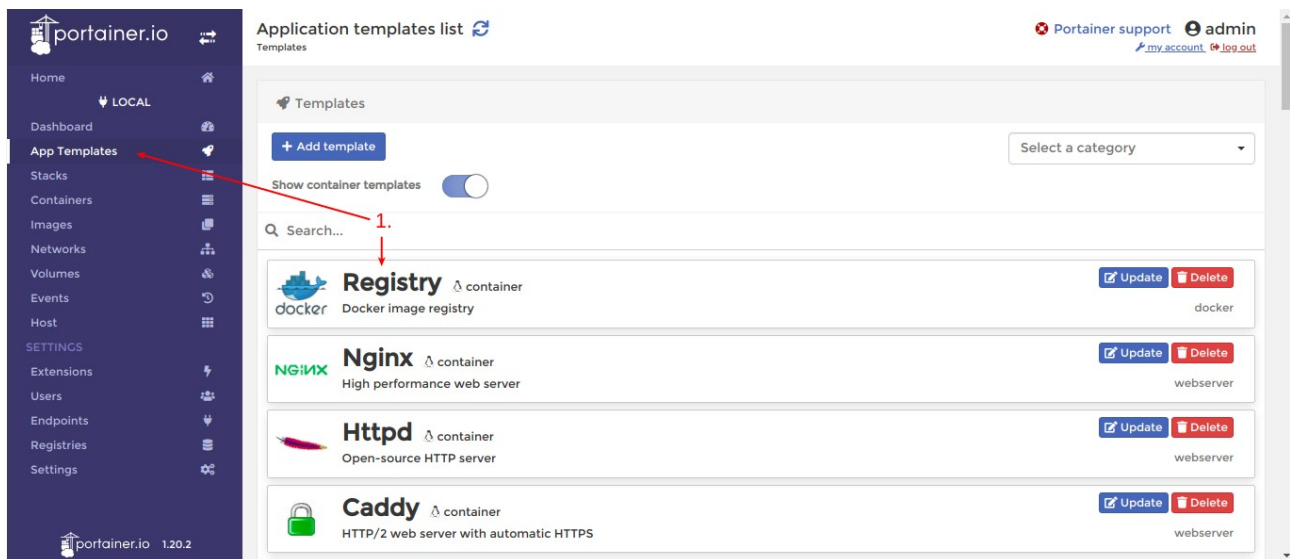 portainer.io
Home
LOCAL
Dashboard
App Templates
Stacks
Containers
Images
Networks
Volumes
Events
Host
SETTINGS
Extensions
Users
Endpoints
Registries
Settings
portainer.io 1.20.2
Application templates list
Templates
Portainer support admin
my account log out
Templates
+ Add template
Select a category
Show container templates
1.
Search...
docker
Registry container
Docker image registry
Update Delete
docker
NGINX
Nginx container
High performance web server
Update Delete
webserver
Httpd container
Open-source HTTP server
Update Delete
webserver
Caddy container
HTTP/2 web server with automatic HTTPS
Update Delete
webserver